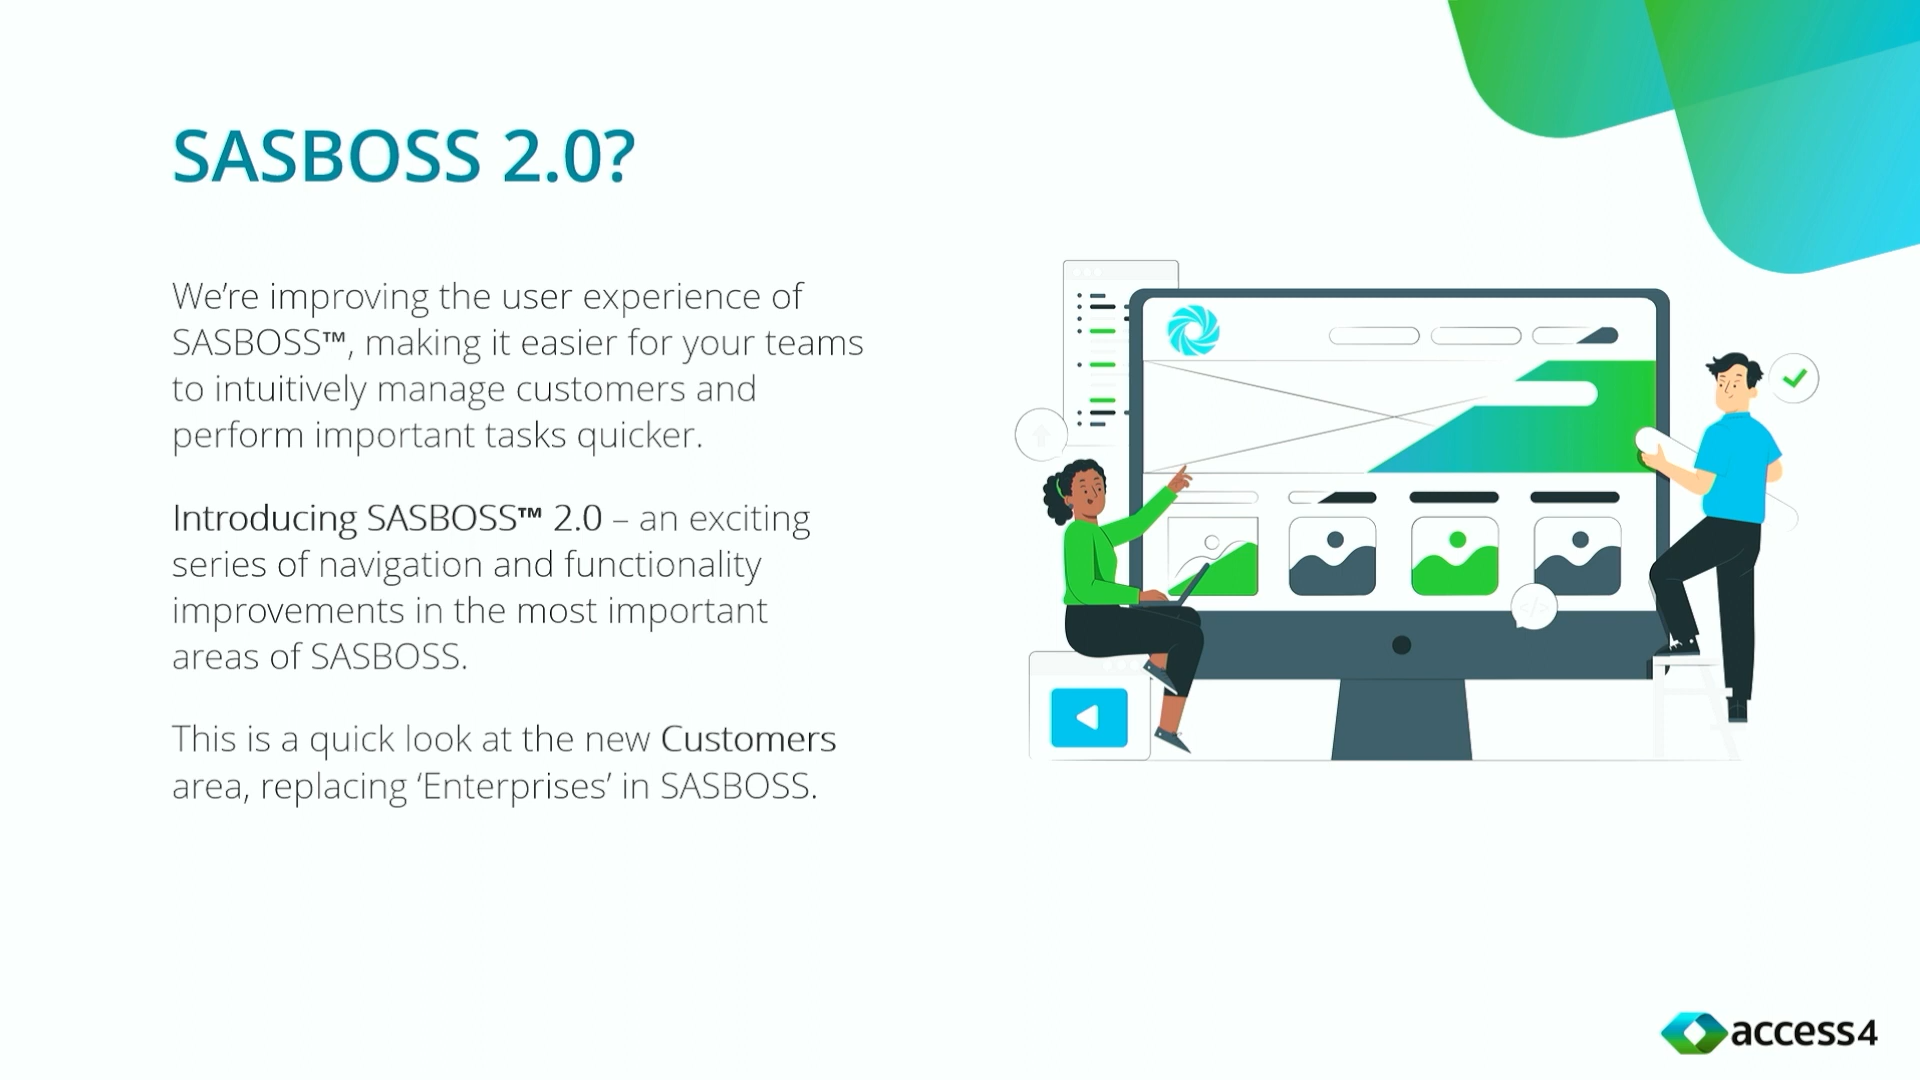 SASBOSS 2.0?
We’re improving the user experience of
SASBOSS™, making it easier for your teams
to intuitively manage customers and
perform important tasks quicker.
Introducing SASBOSS™ 2.0 – an exciting
series of navigation and functionality
improvements in the most important
areas of SASBOSS.
This is a quick look at the new Customers
area, replacing ‘Enterprises’ in SASBOSS.
</>
access4